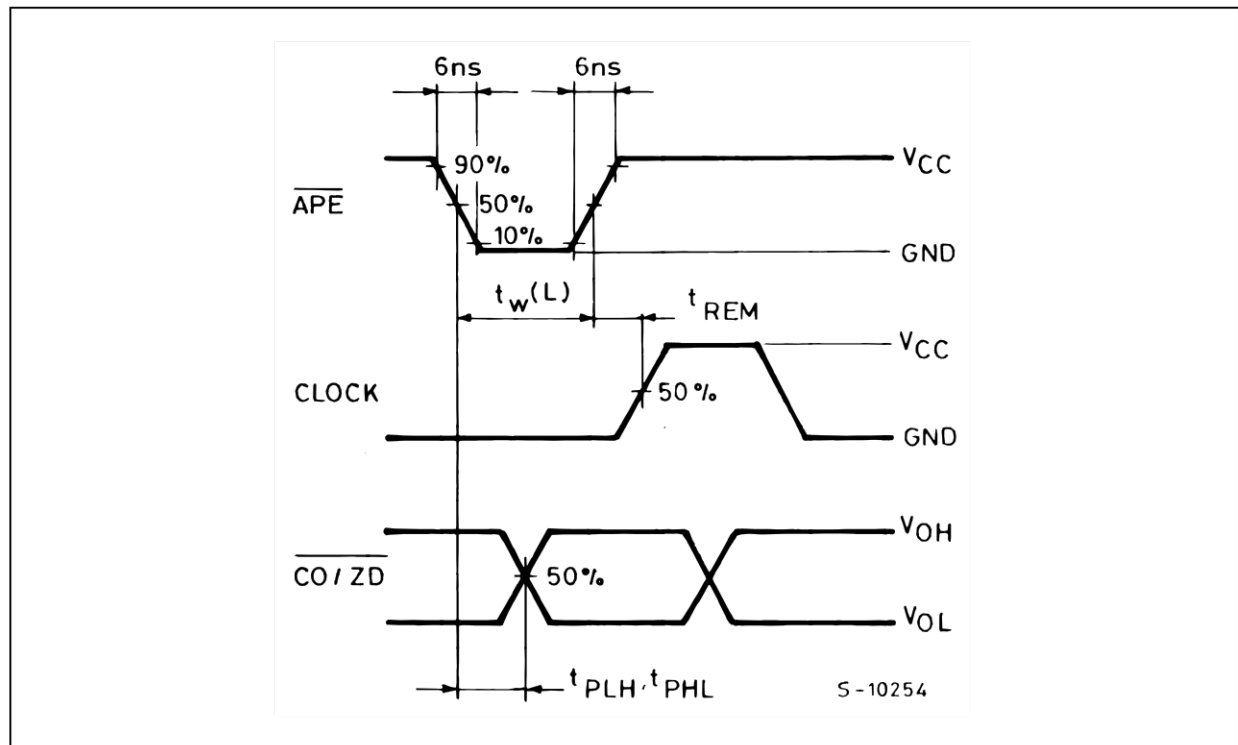 6ns 6ns
90% VCC
APE 50%
10% GND
tw(L) tREM
VCC
CLOCK 50%
GND
VOH
CO/ZD 50%
VOL
tPLH,tPHL S-10254